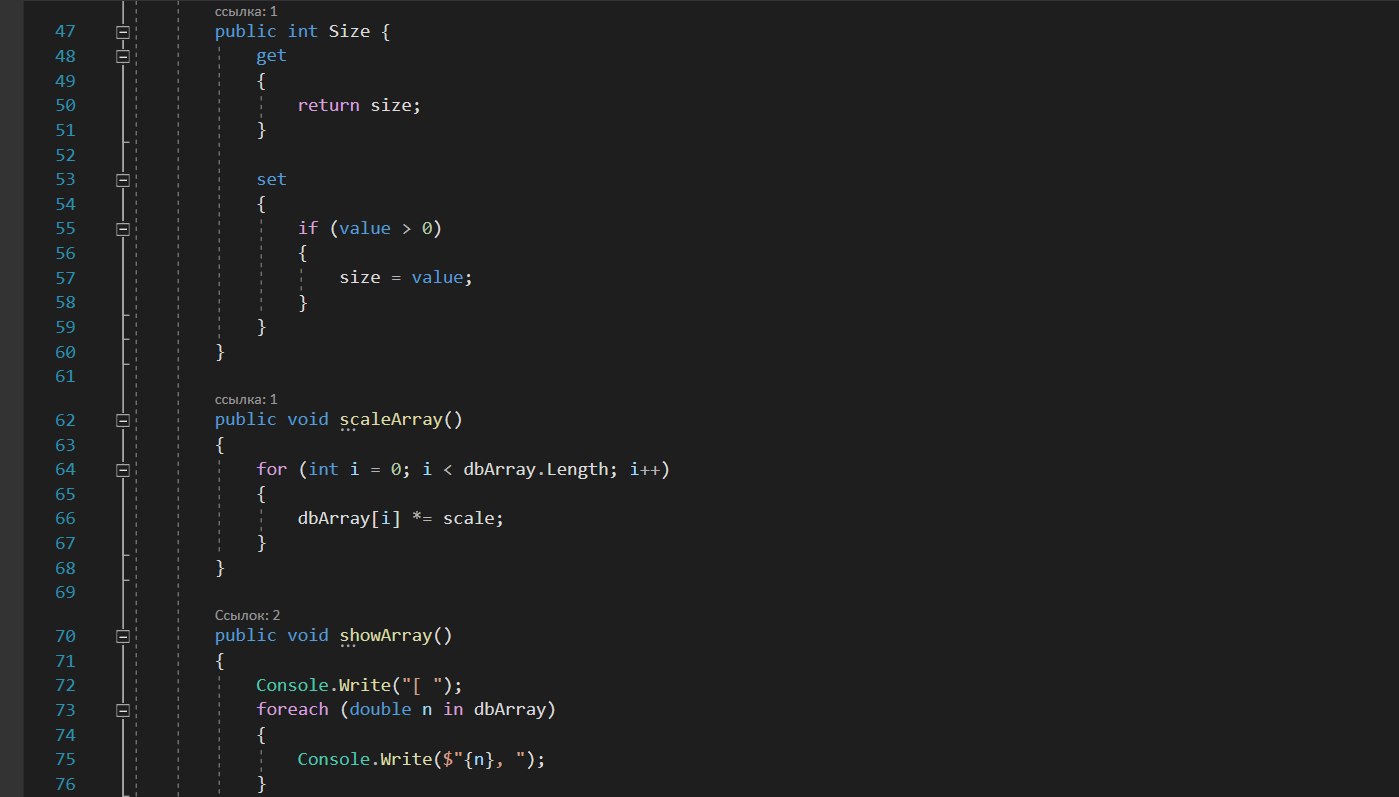 ссылка: 1
47 public int Size {
48 get
49 {
50 return size;
51 }
52
53 set
54 {
55 if (value > 0)
56 {
57 size = value;
58 }
59 }
60 }
61
ссылка: 1
62 public void scaleArray()
63 {
64 for (int i = 0; i < dbArray.Length; i++)
65 {
66 dbArray[i] *= scale;
67 }
68 }
69
Ссылок: 2
70 public void showArray()
71 {
72 Console.Write("[ ");
73 foreach (double n in dbArray)
74 {
75 Console.Write($"{n}, ");
76 }